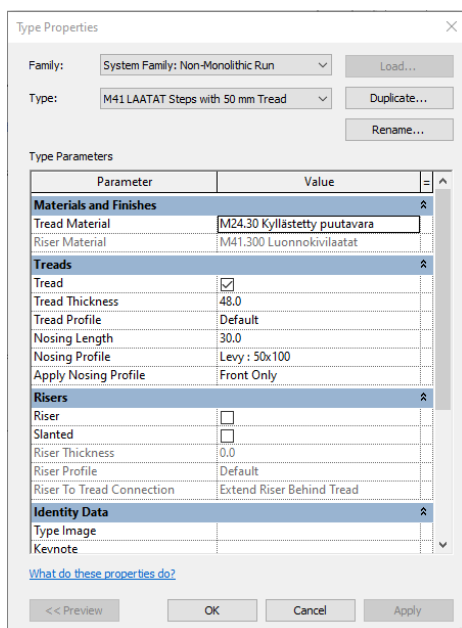 Type Properties
Family: System Family: Non-Monolithic Run Load...
Type: M41 LAATAT Steps with 50 mm Tread Duplicate...
Rename...
Type Parameters
Parameter Value =
Materials and Finishes
Tread Material M24.30 Kyllästetty puutavara
Riser Material M41.300 Luonnokivilaatat
Treads
Tread
Tread Thickness 48.0
Tread Profile Default
Nosing Length 30.0
Nosing Profile Levy : 50x100
Apply Nosing Profile Front Only
Risers
Riser
Slanted
Riser Thickness 0.0
Riser Profile Default
Riser To Tread Connection Extend Riser Behind Tread
Identity Data
Type Image
Keynote
What do these properties do?
<< Preview OK Cancel Apply